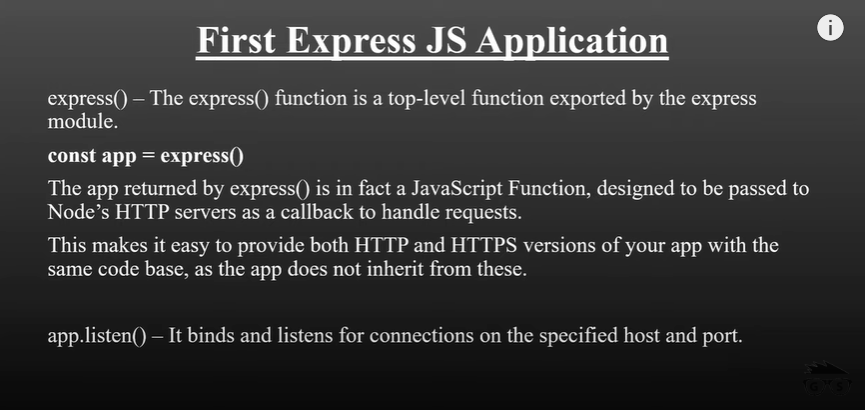 First Express JS Application
express() – The express() function is a top-level function exported by the express
module.
const app = express()
The app returned by express() is in fact a JavaScript Function, designed to be passed to
Node’s HTTP servers as a callback to handle requests.
This makes it easy to provide both HTTP and HTTPS versions of your app with the
same code base, as the app does not inherit from these.
app.listen() – It binds and listens for connections on the specified host and port.